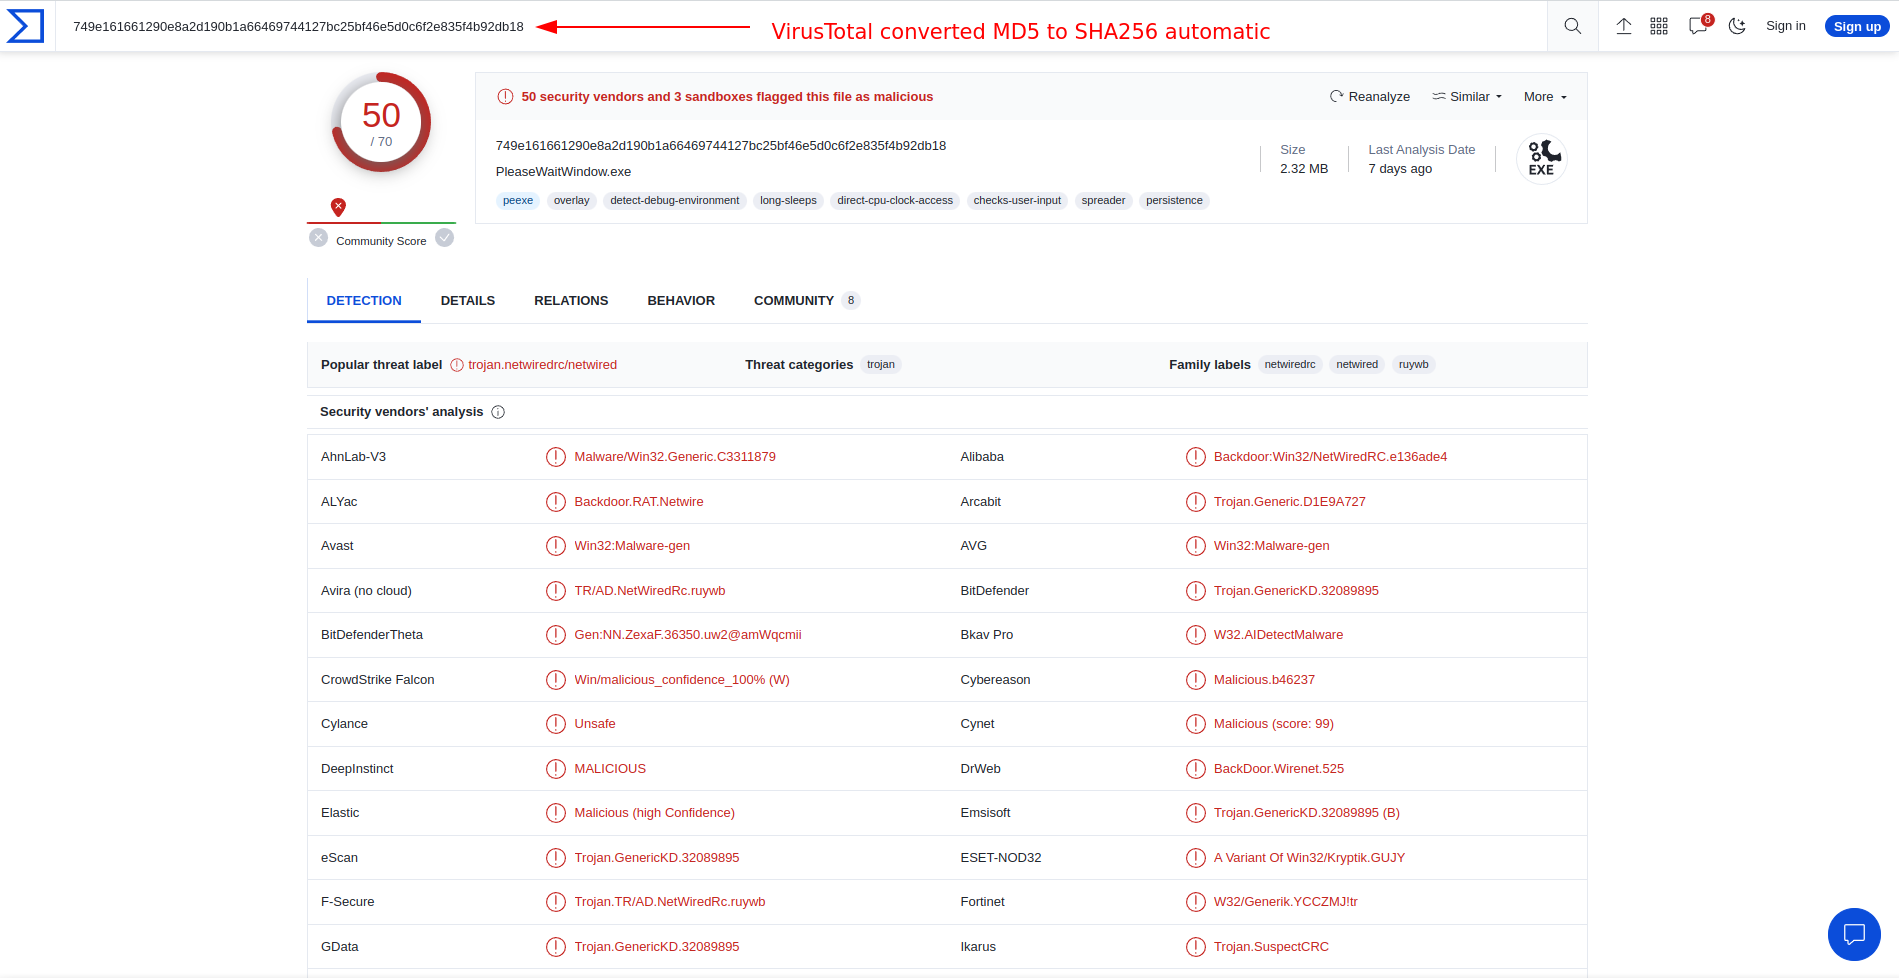 749e161661290e8a2d190b1a66469744127bc25bf46e5d0c6f2e835f4b92db18 VirusTotal converted MD5 to SHA256 automatic 8 Sign in Sign up
50
/ 70
Community Score
50 security vendors and 3 sandboxes flagged this file as malicious Reanalyze Similar More
749e161661290e8a2d190b1a66469744127bc25bf46e5d0c6f2e835f4b92db18
PleaseWaitWindow.exe
peexe overlay detect-debug-environment long-sleeps direct-cpu-clock-access checks-user-input spreader persistence
Size
2.32 MB
Last Analysis Date
7 days ago
EXE
DETECTION DETAILS RELATIONS BEHAVIOR COMMUNITY 8
Popular threat label trojan.netwiredrc/netwired Threat categories trojan Family labels netwiredrc netwired ruywb
Security vendors' analysis
AhnLab-V3 Malware/Win32.Generic.C3311879 Alibaba Backdoor:Win32/NetWiredRC.e136ade4
ALYac Backdoor.RAT.Netwire Arcabit Trojan.Generic.D1E9A727
Avast Win32:Malware-gen AVG Win32:Malware-gen
Avira (no cloud) TR/AD.NetWiredRc.ruywb BitDefender Trojan.GenericKD.32089895
BitDefenderTheta Gen:NN.ZexaF.36350.uw2@amWqcmii Bkav Pro W32.AIDetectMalware
CrowdStrike Falcon Win/malicious_confidence_100% (W) Cybereason Malicious.b46237
Cylance Unsafe Cynet Malicious (score: 99)
DeepInstinct MALICIOUS DrWeb BackDoor.Wirenet.525
Elastic Malicious (high Confidence) Emsisoft Trojan.GenericKD.32089895 (B)
eScan Trojan.GenericKD.32089895 ESET-NOD32 A Variant Of Win32/Kryptik.GUJY
F-Secure Trojan.TR/AD.NetWiredRc.ruywb Fortinet W32/Generik.YCCZMJ!tr
GData Trojan.GenericKD.32089895 Ikarus Trojan.SuspectCRC